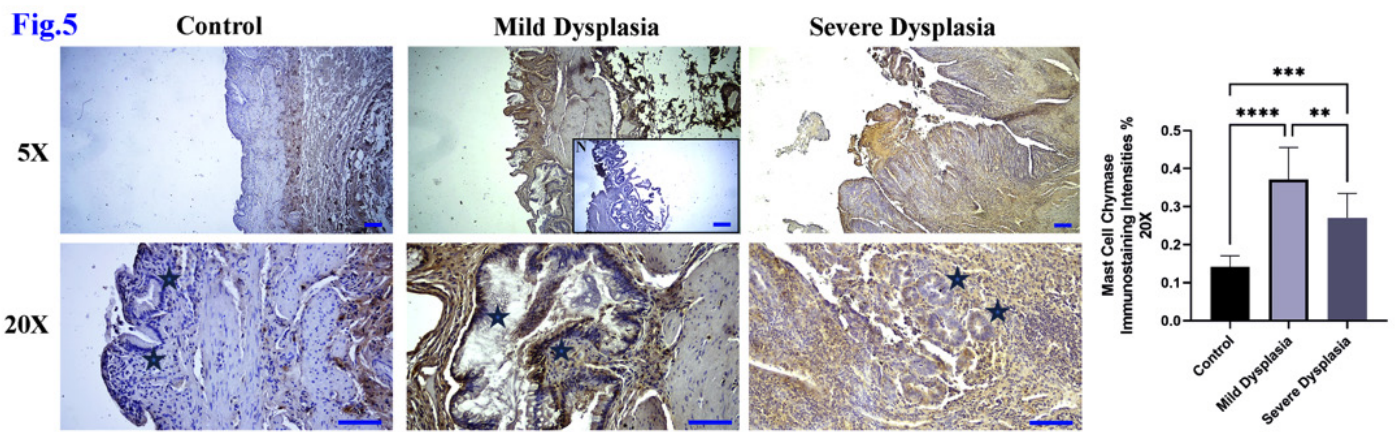 Fig.5
Control
Mild Dysplasia
Severe Dysplasia
5X
N
20X
***
****
**
Mast Cell Chymase
Immunostaining Intensities %
20X
0.5
0.4
0.3
0.2
0.1
0.0
Control
Mild Dysplasia
Severe Dysplasia